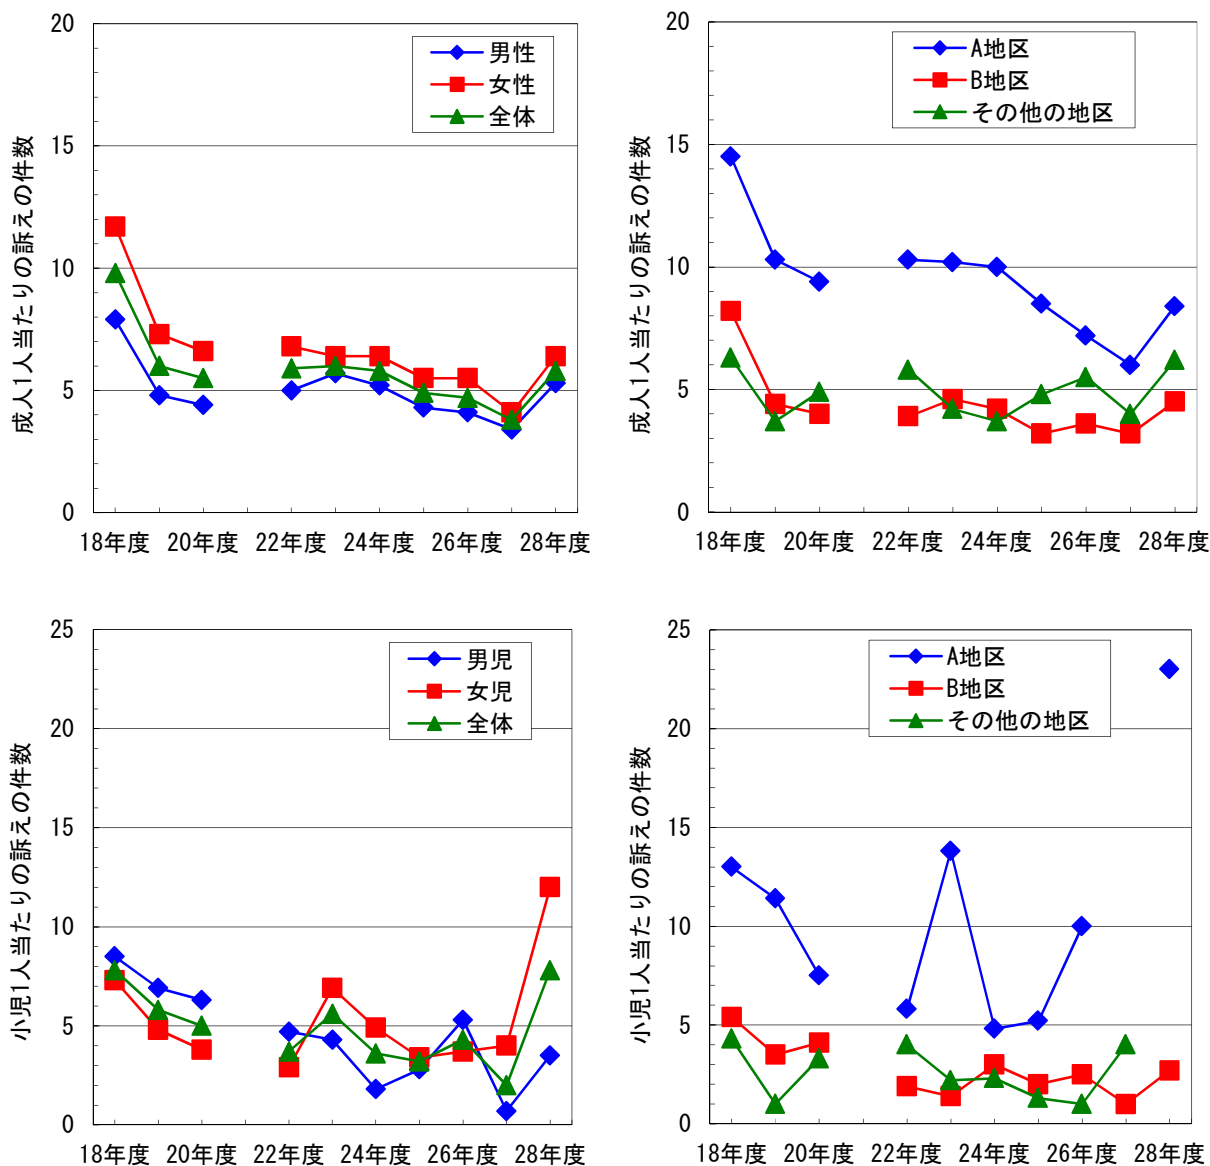 成人1人当たりの訴えの件数
20
15
10
5
0
男性
女性
全体
18年度 20年度 22年度 24年度 26年度 28年度
成人1人当たりの訴えの件数
20
15
10
5
0
A地区
B地区
その他の地区
18年度 20年度 22年度 24年度 26年度 28年度
小児1人当たりの訴えの件数
25
20
15
10
5
0
男児
女児
全体
18年度 20年度 22年度 24年度 26年度 28年度
小児1人当たりの訴えの件数
25
20
15
10
5
0
A地区
B地区
その他の地区
18年度 20年度 22年度 24年度 26年度 28年度